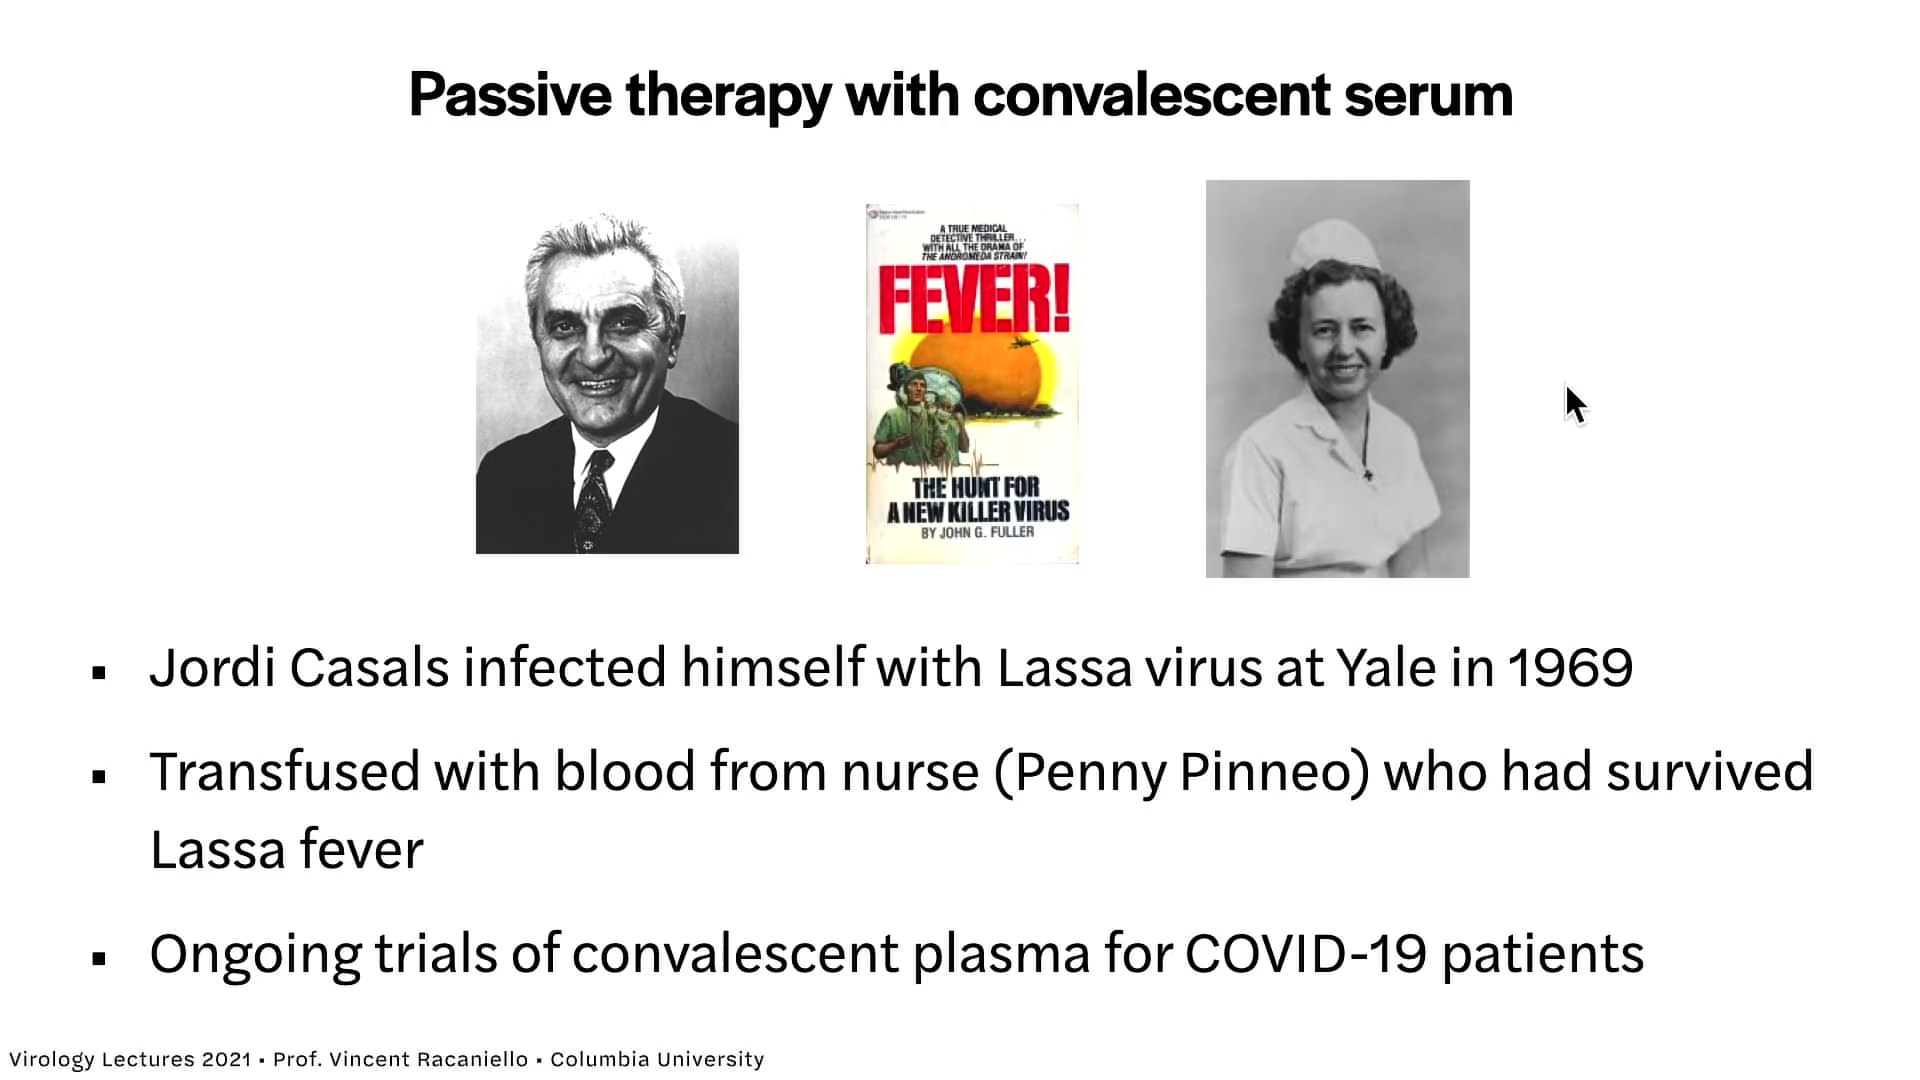 Passive therapy with convalescent serum
A TRUE MEDICAL
DETECTIVE THRILLER...
WITH ALL THE DRAMA OF
THE ANDROMEDA STRAIN!
FEVER!
THE HUNT FOR
A NEW KILLER VIRUS
BY JOHN G. FULLER
▪ Jordi Casals infected himself with Lassa virus at Yale in 1969
▪ Transfused with blood from nurse (Penny Pinneo) who had survived
Lassa fever
▪ Ongoing trials of convalescent plasma for COVID-19 patients
Virology Lectures 2021 • Prof. Vincent Racaniello • Columbia University